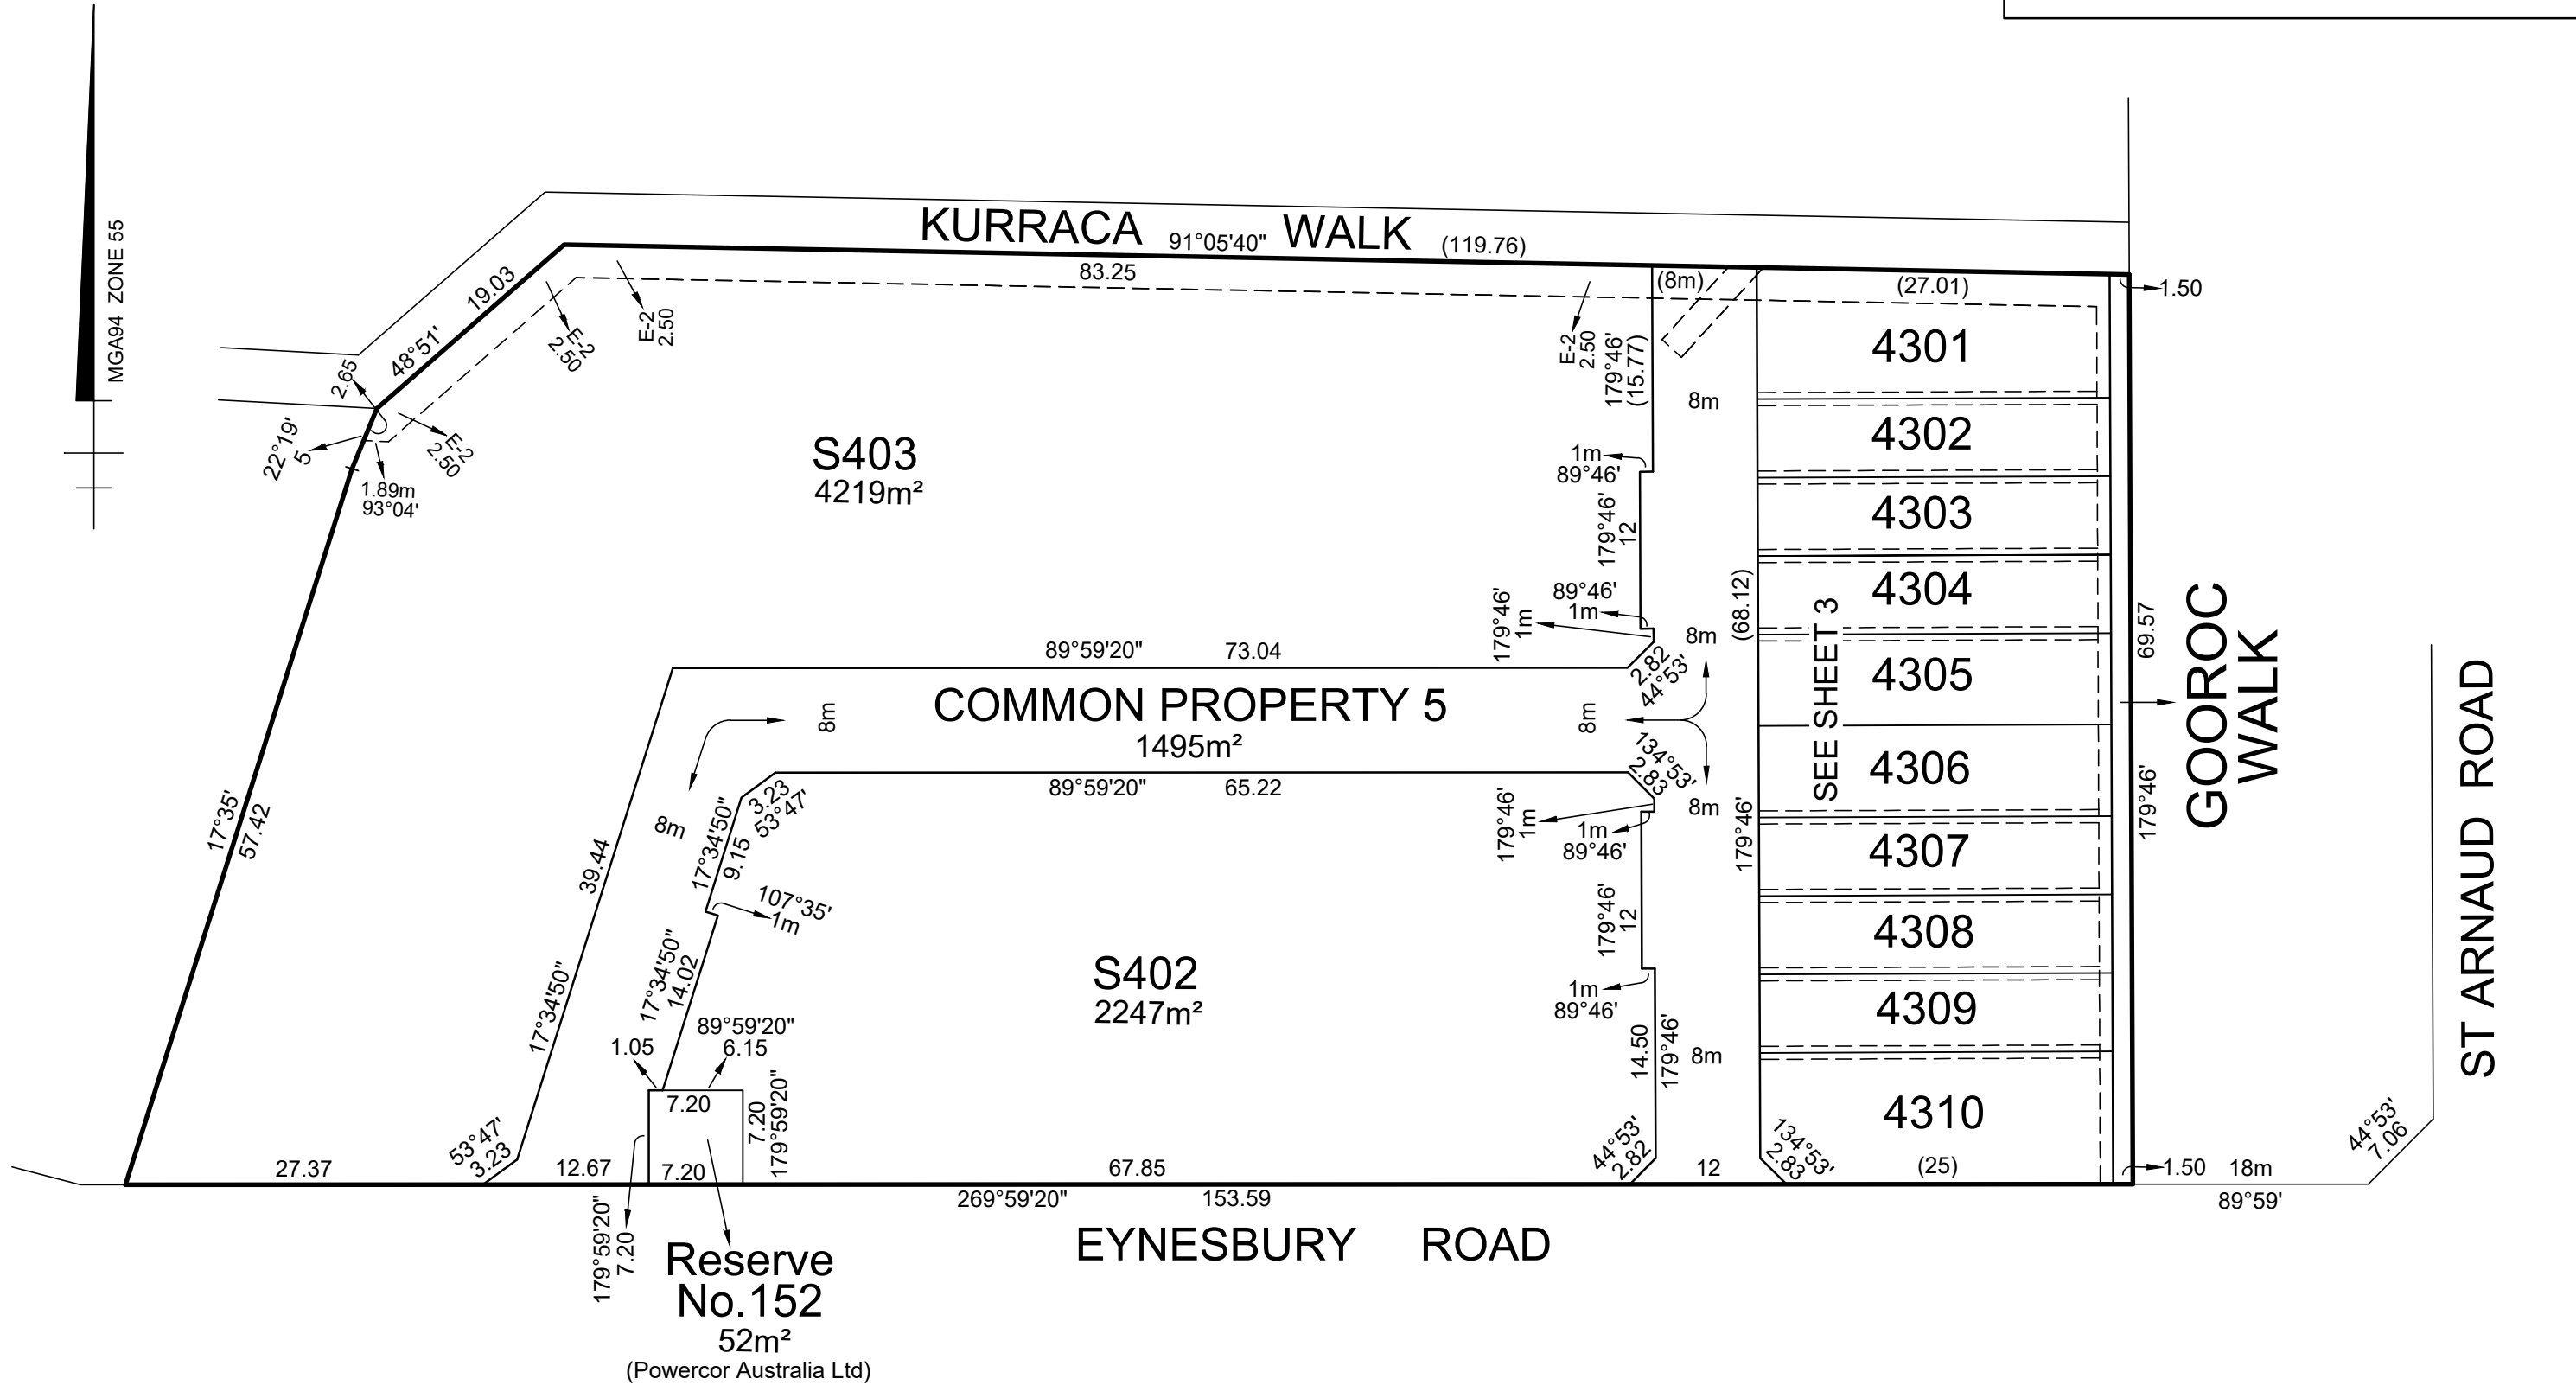 MGA94 ZONE 55
KURRACA WALK
91°05'40" (119.76)
83.25
(8m)
(27.01)
1.50
19.03
48°51'
2.65
E-2
2.50
E-2
2.50
E-2
2.50
E-2
2.50
22°19'
5
1.89m
93°04'
179°46'
(15.77)
8m
4301
4302
4303
4304
4305
4306
4307
4308
4309
4310
S403
4219m²
1m
89°46'
179°46'
12
89°46'
1m
179°46'
1m
8m
(68.12)
SEE SHEET 3
69.57
GOOROC
WALK
ST ARNAUD ROAD
89°59'20" 73.04
2.82
44°53'
COMMON PROPERTY 5
1495m²
8m
8m
8m
134°53'
2.83
8m
179°46'
179°46'
89°59'20" 65.22
3.23
53°47'
17°34'50"
9.15
179°46'
1m
1m
89°46'
17°35'
57.42
39.44
107°35'
1m
179°46'
12
S402
2247m²
17°34'50"
17°34'50"
14.02
1m
89°46'
14.50
179°46'
8m
89°59'20"
6.15
1.05
7.20
7.20
179°59'20"
53°47'
3.23
44°53'
2.82
134°53'
2.83
44°53'
7.06
27.37
12.67
7.20
67.85
12
(25)
1.50
18m
269°59'20" 153.59
89°59'
179°59'20"
7.20
EYNESBURY ROAD
Reserve
No.152
52m²
(Powercor Australia Ltd)